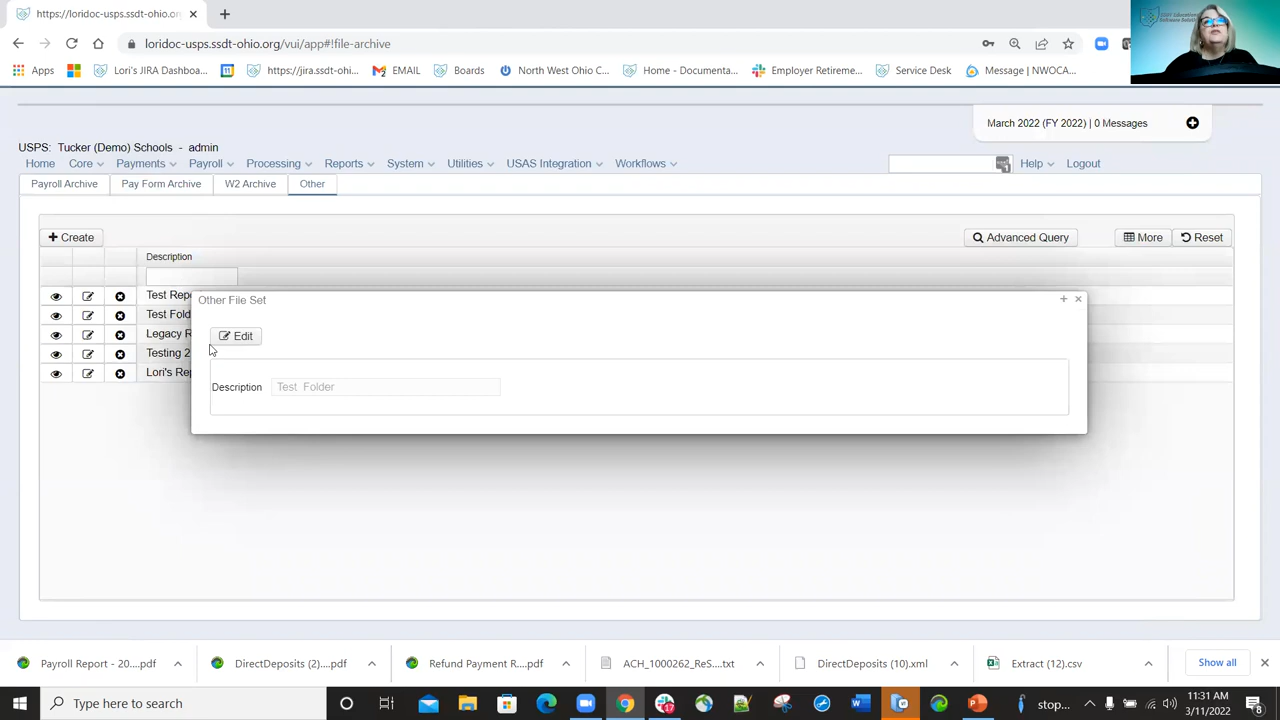 https://loridoc-usps.ssdt-ohio.org/
loridoc-usps.ssdt-ohio.org/vui/app#!file-archive
Apps
Lori's JIRA Dashboa...
https://jira.ssdt-ohi...
EMAIL
Boards
North West Ohio C...
Home - Documenta...
Employer Retireme...
Service Desk
Message | NWOCA...
March 2022 (FY 2022) | 0 Messages
USPS: Tucker (Demo) Schools - admin
Home Core Payments Payroll Processing Reports System Utilities USAS Integration Workflows Help Logout
Payroll Archive Pay Form Archive W2 Archive Other
Create Advanced Query More Reset
Description
Test Rep
Test Fold
Legacy R
Testing 2
Lori's Rep
Other File Set
Edit
Description Test Folder
Payroll Report - 20....pdf
DirectDeposits (2)....pdf
Refund Payment R....pdf
ACH_1000262_ReS....txt
DirectDeposits (10).xml
Extract (12).csv
Show all
Type here to search
17
stop...
11:31 AM
3/11/2022
8